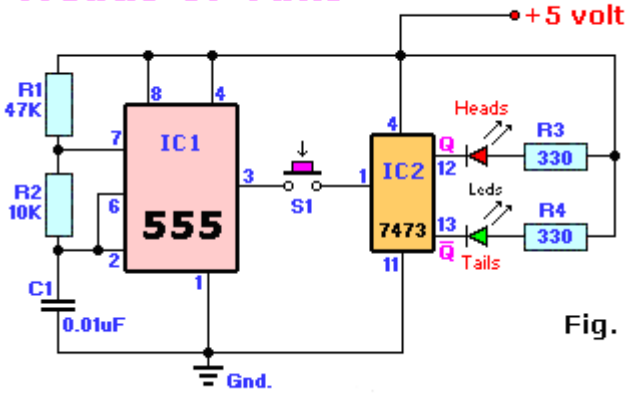 +5 volt
R1
47K
8
4
7
IC1
R2
10K
6
555
2
1
3
S1
1
4
IC2
7473
11
Q
12
Heads
R3
330
Leds
13
Q̅
Tails
R4
330
C1
0.01uF
Gnd.
Fig.